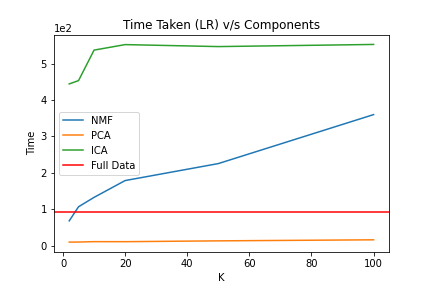 Time Taken (LR) v/s Components
1e2
5
4
3
2
1
0
Time
NMF
PCA
ICA
Full Data
0
20
40
60
80
100
K